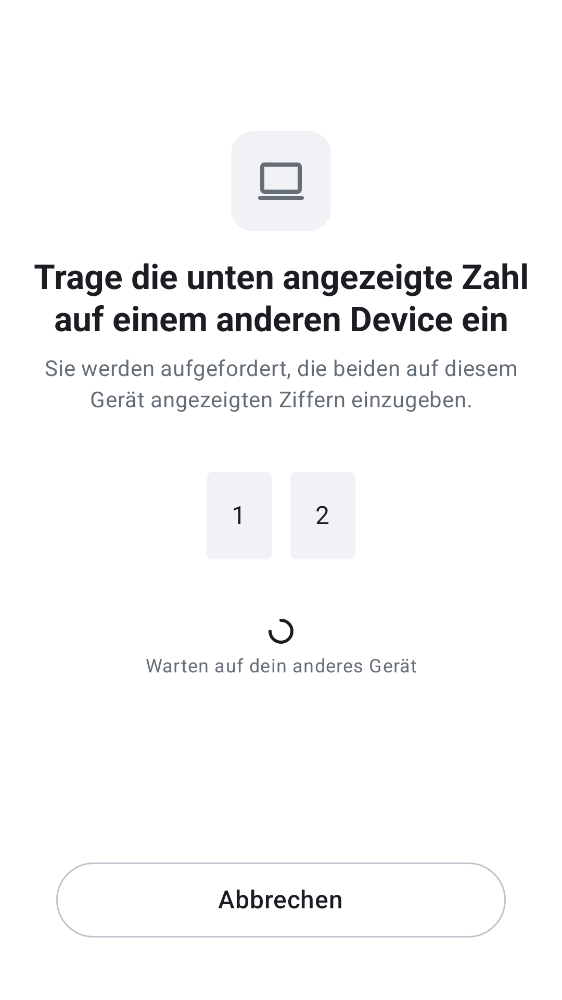 Trage die unten angezeigte Zahl
auf einem anderen Device ein
Sie werden aufgefordert, die beiden auf diesem
Gerät angezeigten Ziffern einzugeben.
1 2
Warten auf dein anderes Gerät
Abbrechen